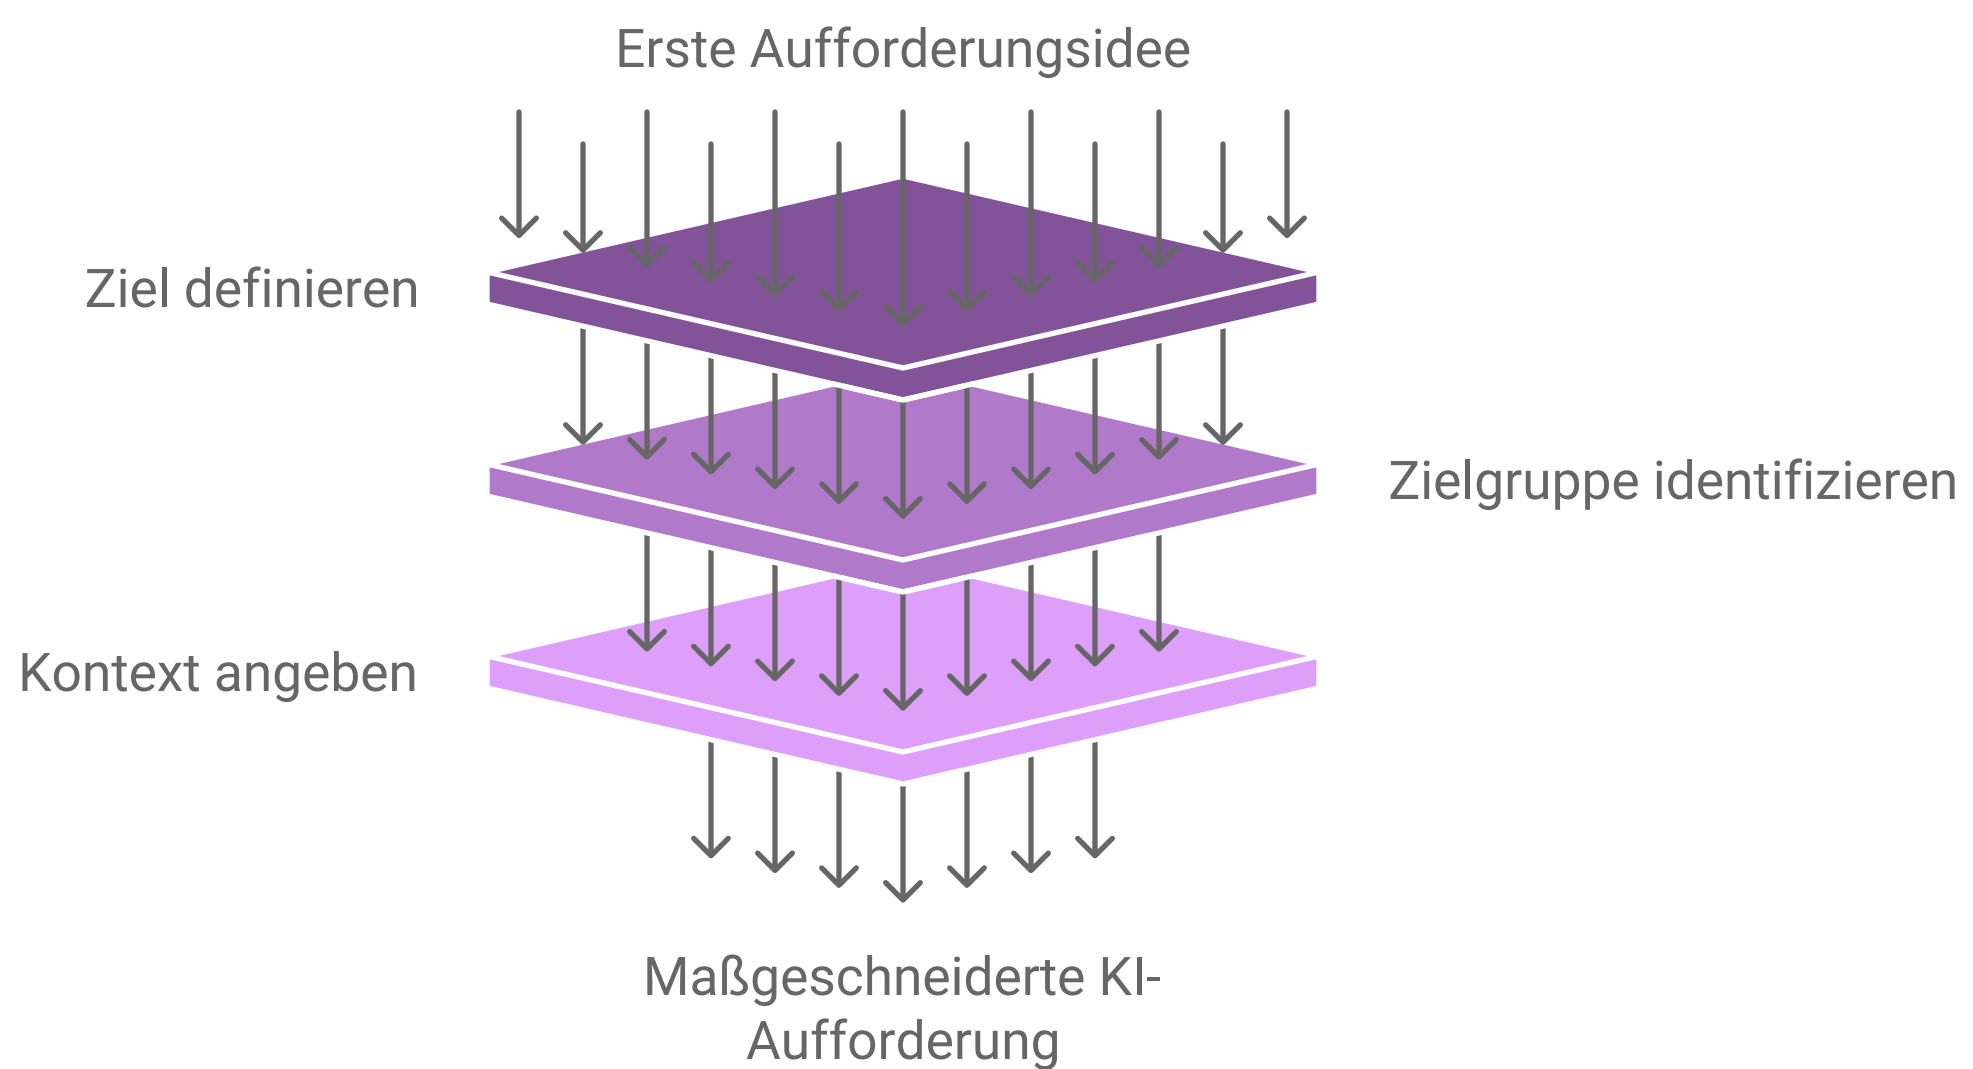 Erste Aufforderungsidee
Ziel definieren
Zielgruppe identifizieren
Kontext angeben
Maßgeschneiderte KI-
Aufforderung